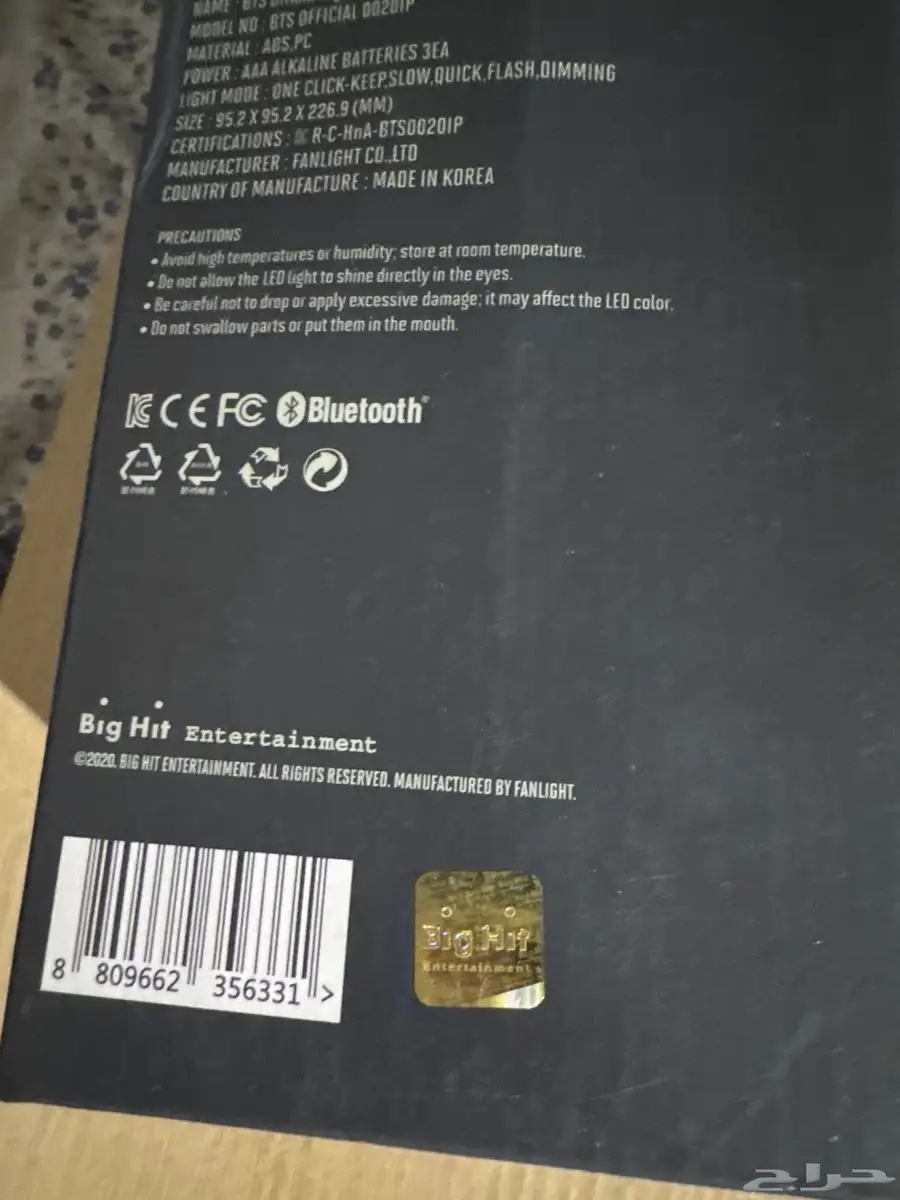 NAME : BTS
MODEL NO : BTS OFFICIAL 0020IP
MATERIAL : ABS,PC
POWER : AAA ALKALINE BATTERIES 3EA
LIGHT MODE : ONE CLICK-KEEP,SLOW,QUICK,FLASH,DIMMING
SIZE : 95.2 X 95.2 X 226.9 (MM)
CERTIFICATIONS : R-C-HnA-BTS0020IP
MANUFACTURER : FANLIGHT CO.,LTD
COUNTRY OF MANUFACTURE : MADE IN KOREA
PRECAUTIONS
• Avoid high temperatures or humidity; store at room temperature.
• Do not allow the LED light to shine directly in the eyes.
• Be careful not to drop or apply excessive damage; it may affect the LED color.
• Do not swallow parts or put them in the mouth.
CE FC Bluetooth®
Big Hit Entertainment
©2020. BIG HIT ENTERTAINMENT. ALL RIGHTS RESERVED. MANUFACTURED BY FANLIGHT.
8 809662 356331 >
Big Hit
Entertainment
حراج